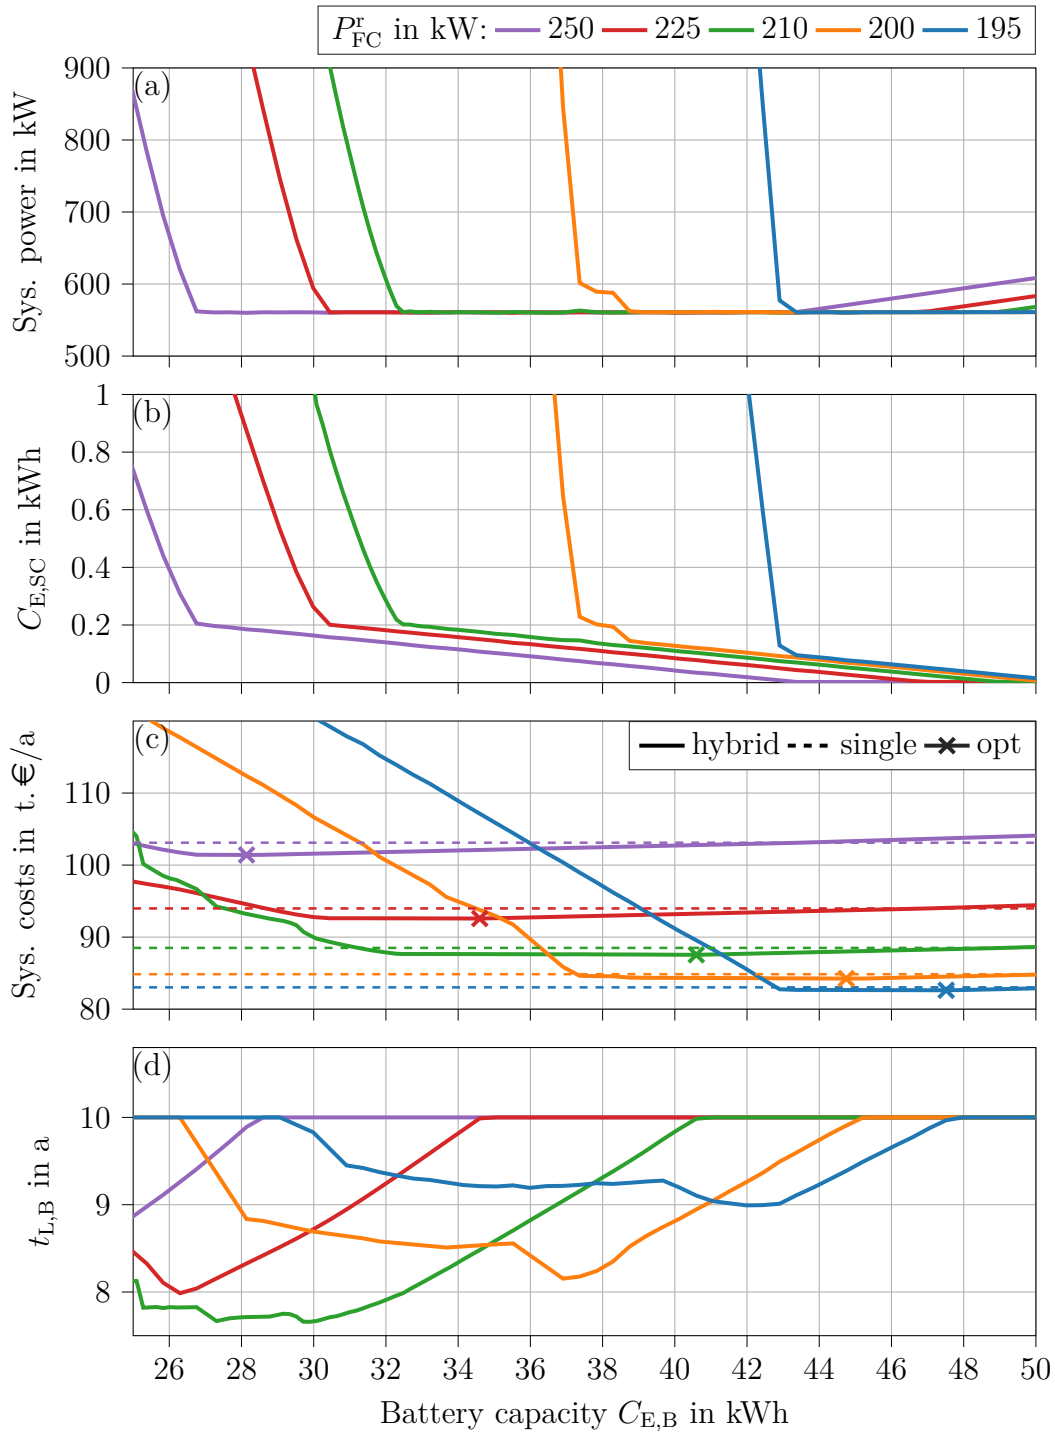 P_FC^r in kW: 250 225 210 200 195
(a)
Sys. power in kW
900
800
700
600
500
(b)
C_E,SC in kWh
1
0.8
0.6
0.4
0.2
0
(c)
hybrid single opt
Sys. costs in t. €/a
110
100
90
80
(d)
t_L,B in a
10
9
8
26 28 30 32 34 36 38 40 42 44 46 48 50
Battery capacity C_E,B in kWh